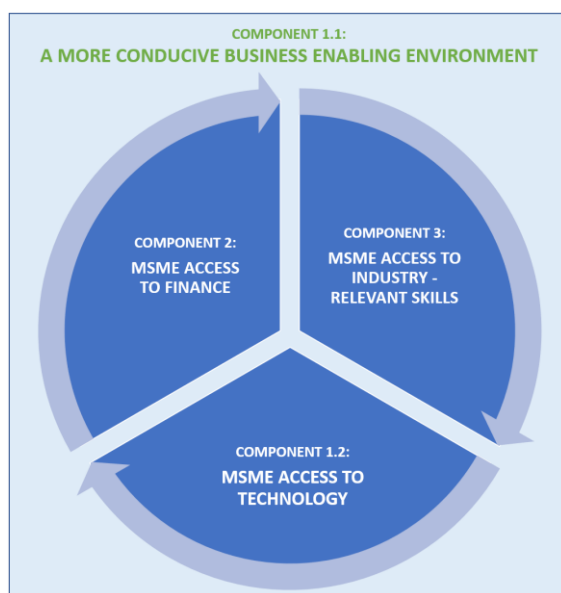 COMPONENT 1.1:
A MORE CONDUCIVE BUSINESS ENABLING ENVIRONMENT
COMPONENT 2:
MSME ACCESS
TO FINANCE
COMPONENT 3:
MSME ACCESS TO
INDUSTRY -
RELEVANT SKILLS
COMPONENT 1.2:
MSME ACCESS TO
TECHNOLOGY